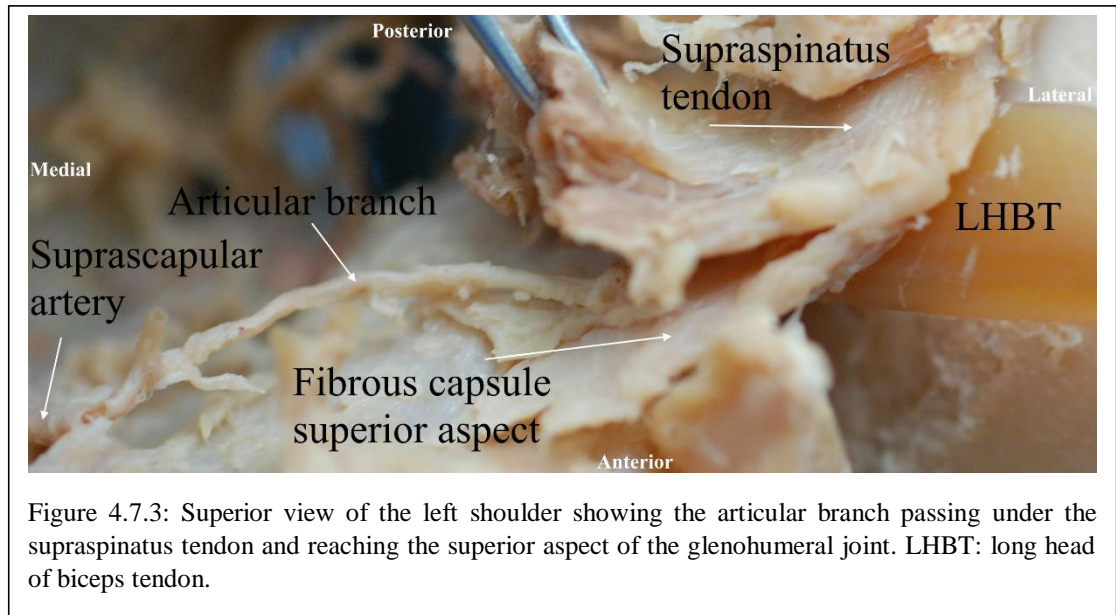 Posterior
Supraspinatus
tendon
Lateral
Medial
Articular branch
LHBT
Suprascapular
artery
Fibrous capsule
superior aspect
Anterior
Figure 4.7.3: Superior view of the left shoulder showing the articular branch passing under the
supraspinatus tendon and reaching the superior aspect of the glenohumeral joint. LHBT: long head
of biceps tendon.